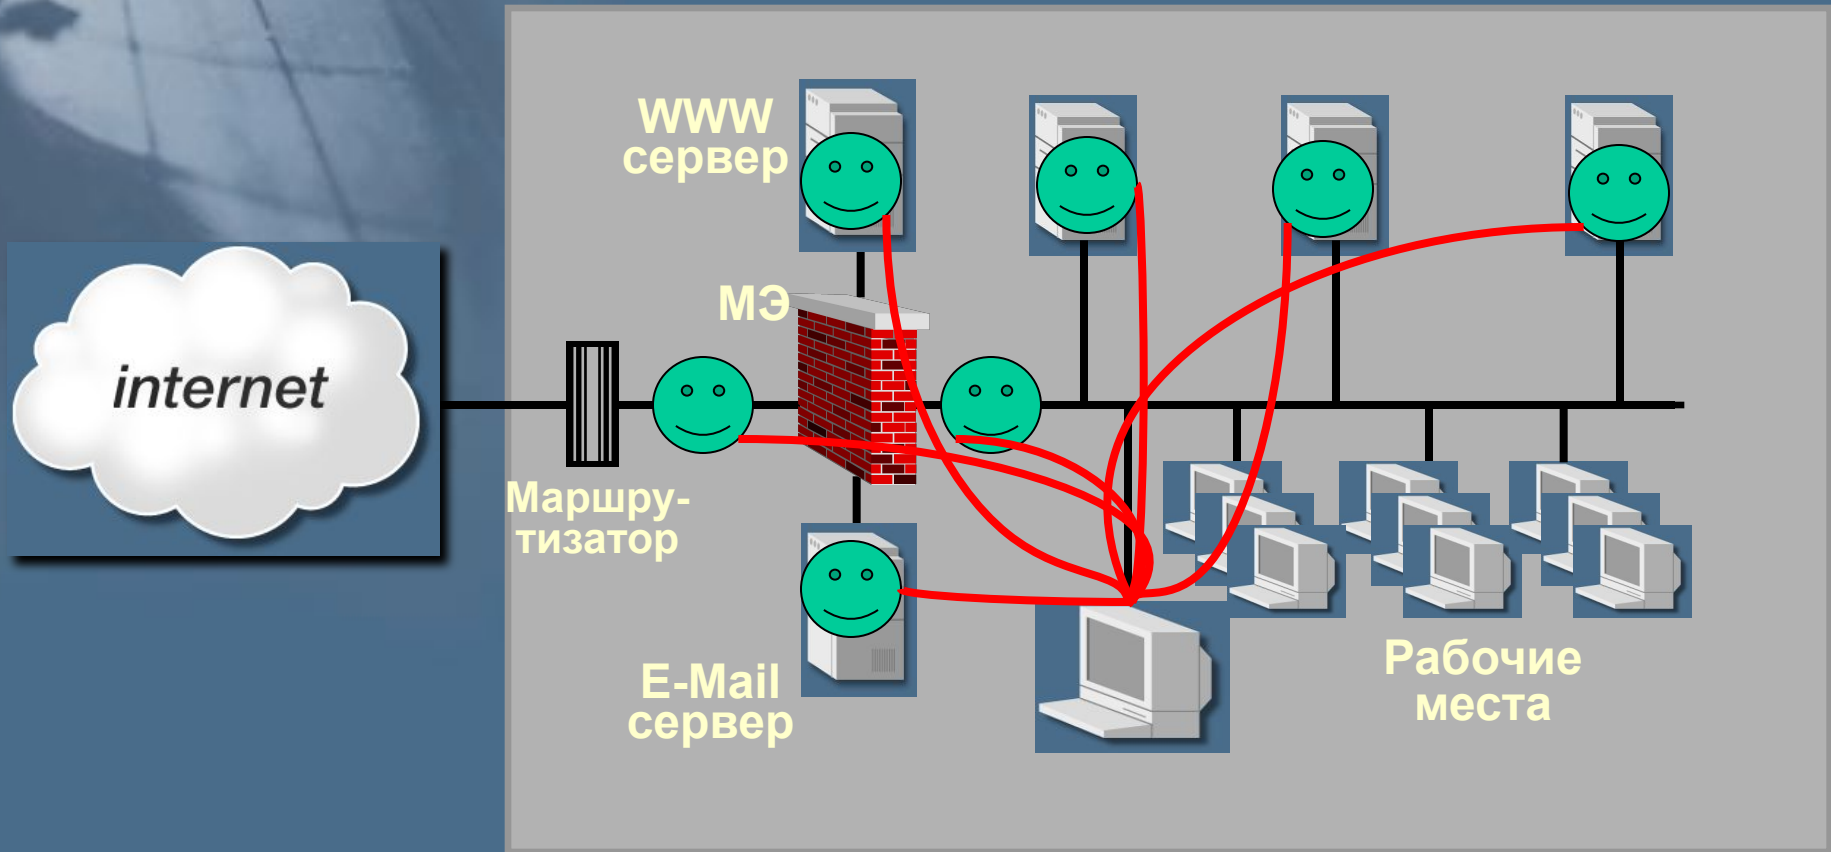 WWW
сервер
МЭ
internet
Маршру-
тизатор
E-Mail
сервер
Рабочие
места